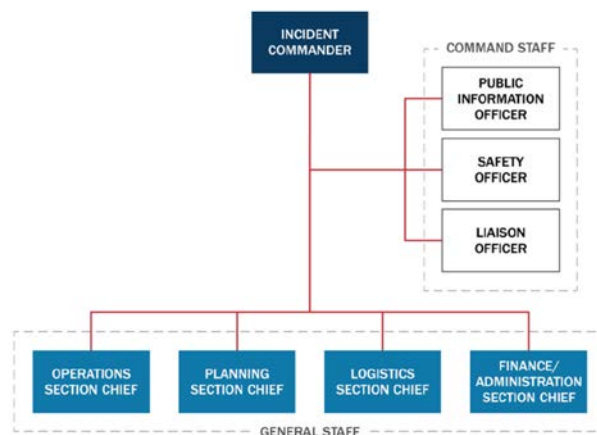 INCIDENT
COMMANDER
COMMAND STAFF
PUBLIC
INFORMATION
OFFICER
SAFETY
OFFICER
LIAISON
OFFICER
OPERATIONS
SECTION CHIEF
PLANNING
SECTION CHIEF
LOGISTICS
SECTION CHIEF
FINANCE/
ADMINISTRATION
SECTION CHIEF
GENERAL STAFF